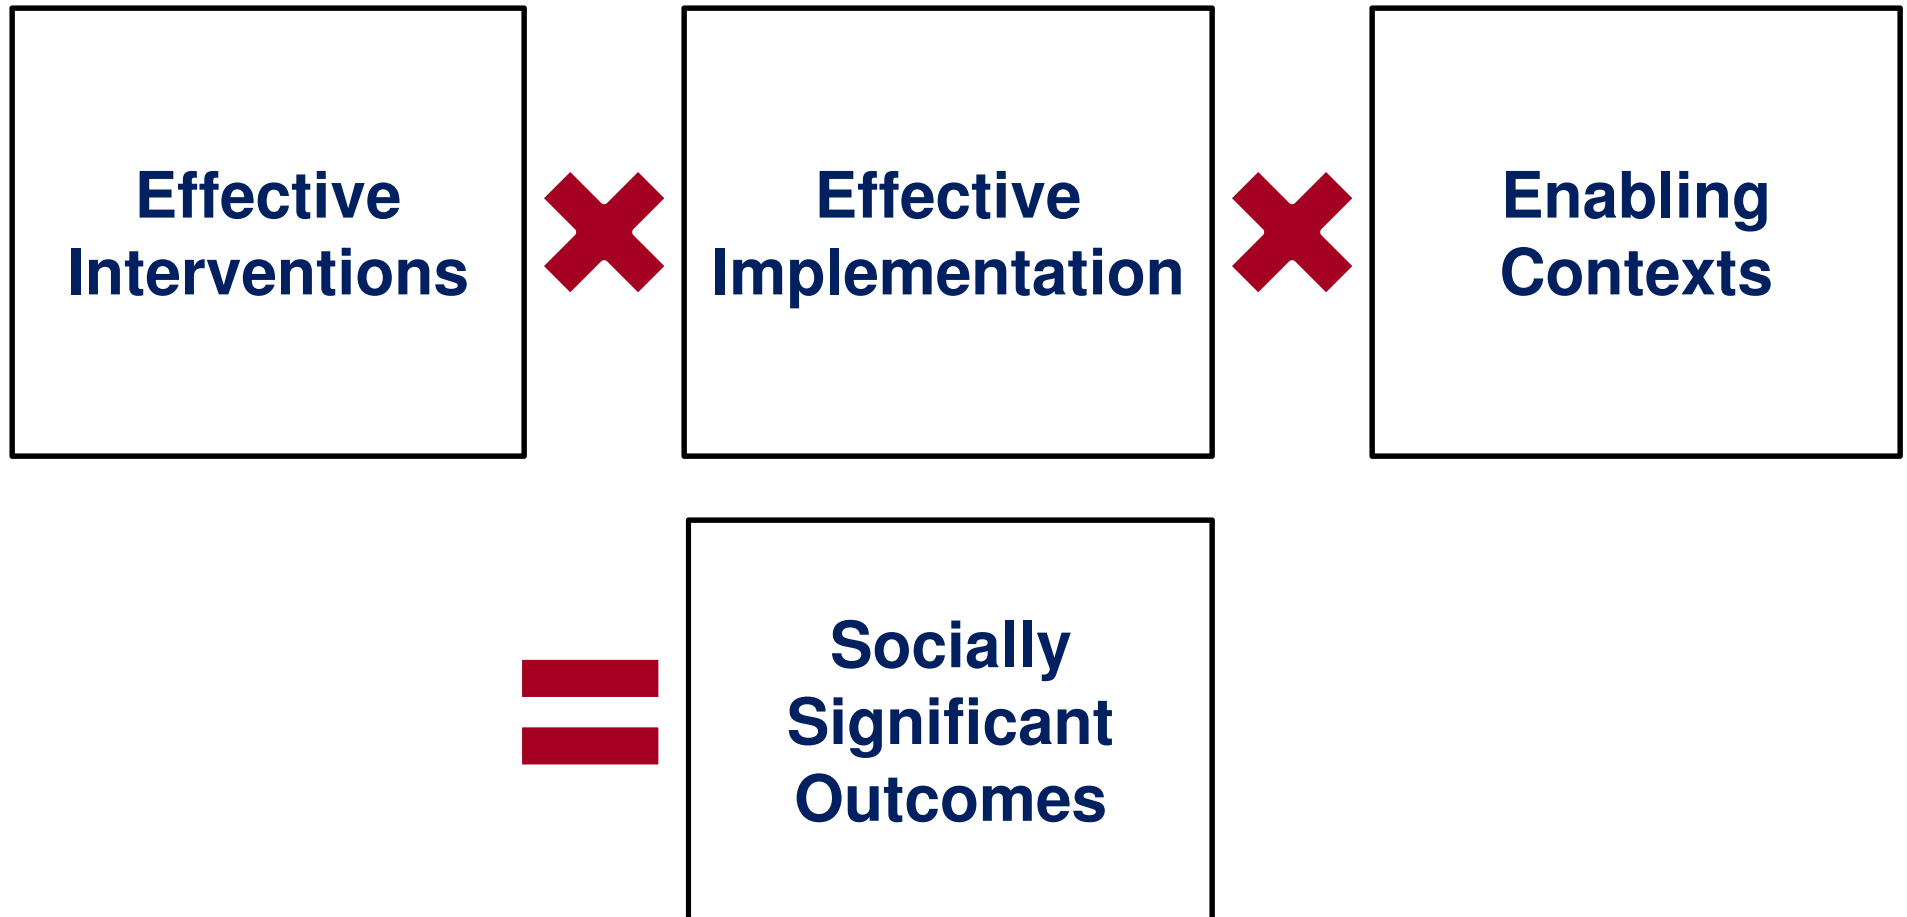 Effective
Interventions
Effective
Implementation
Enabling
Contexts
Socially
Significant
Outcomes